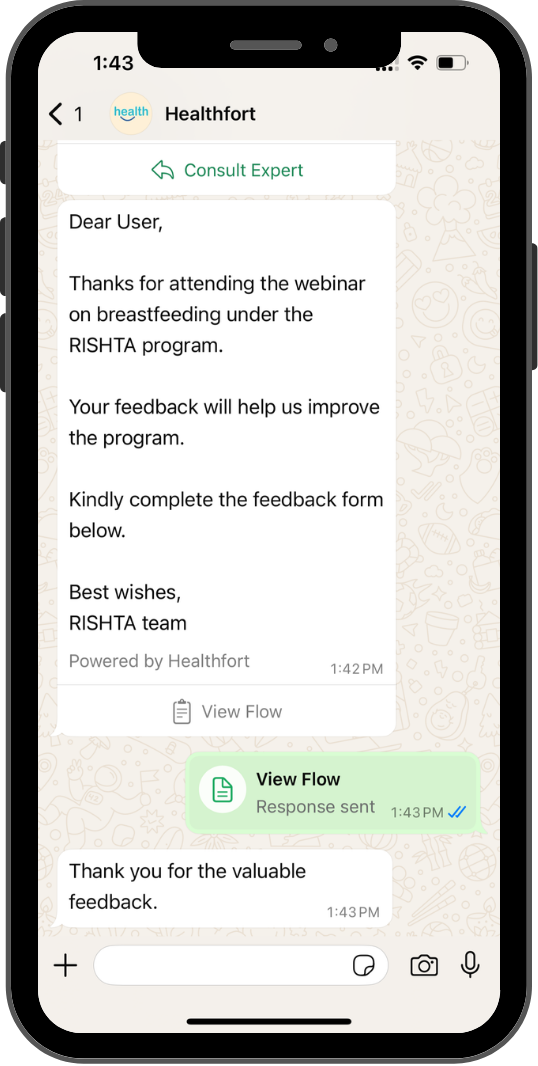 1:43
1
health
Healthfort
Consult Expert
Dear User,
Thanks for attending the webinar
on breastfeeding under the
RISHTA program.
Your feedback will help us improve
the program.
Kindly complete the feedback form
below.
Best wishes,
RISHTA team
Powered by Healthfort
1:42 PM
View Flow
View Flow
Response sent
1:43 PM
Thank you for the valuable
feedback.
1:43 PM